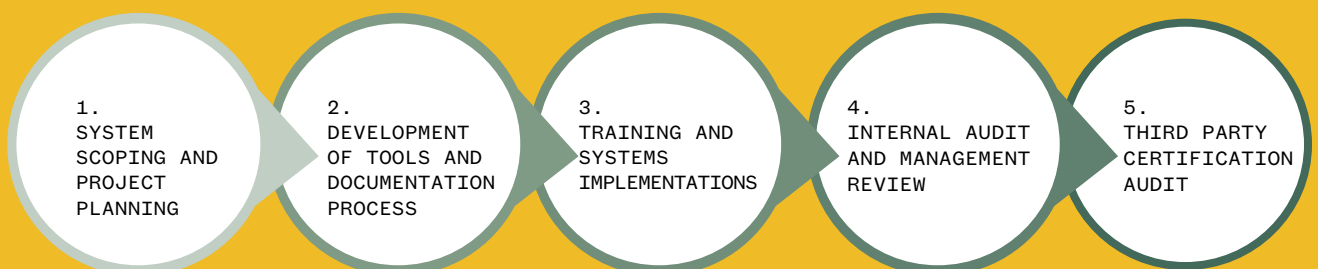 1.
SYSTEM
SCOPING AND
PROJECT
PLANNING
2.
DEVELOPMENT
OF TOOLS AND
DOCUMENTATION
PROCESS
3.
TRAINING AND
SYSTEMS
IMPLEMENTATIONS
4.
INTERNAL AUDIT
AND MANAGEMENT
REVIEW
5.
THIRD PARTY
CERTIFICATION
AUDIT